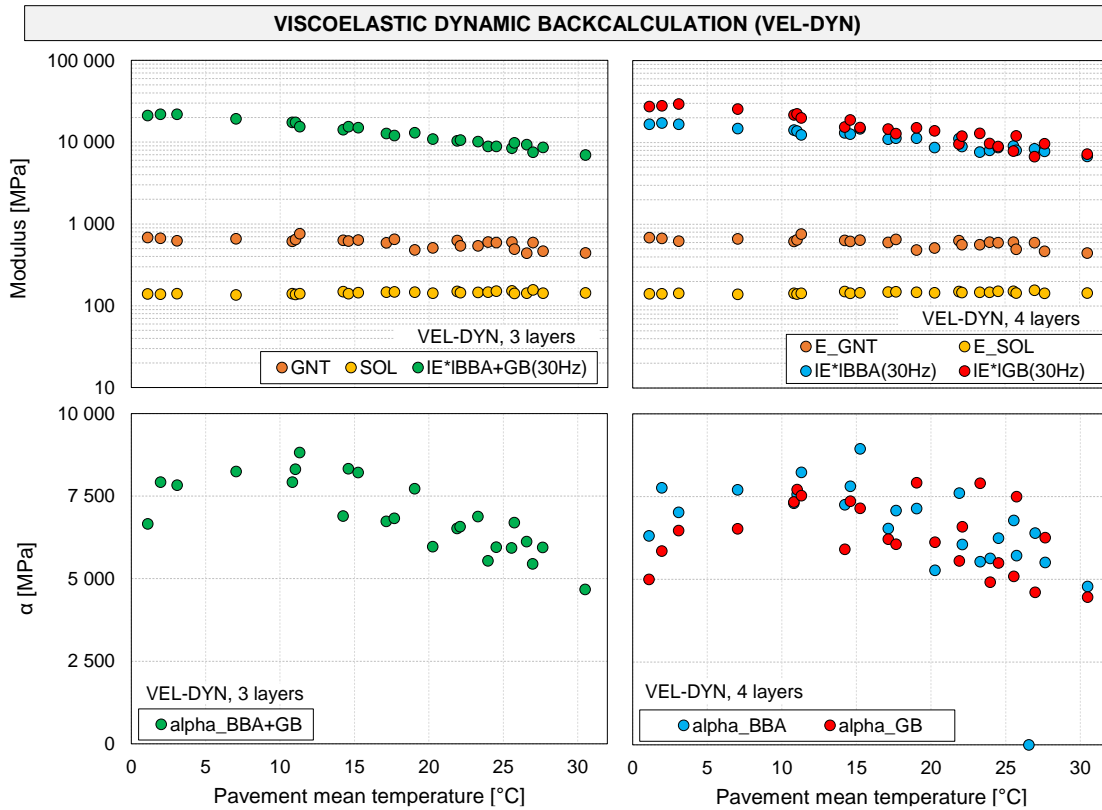 VISCOELASTIC DYNAMIC BACKCALCULATION (VEL-DYN)
Modulus [MPa]
100 000
10 000
1 000
100
10
VEL-DYN, 3 layers
GNT SOL IE*IBBA+GB(30Hz)
VEL-DYN, 4 layers
E_GNT E_SOL
IE*IBBA(30Hz) IE*IGB(30Hz)
α [MPa]
10 000
7 500
5 000
2 500
0
VEL-DYN, 3 layers
alpha_BBA+GB
VEL-DYN, 4 layers
alpha_BBA alpha_GB
0 5 10 15 20 25 30
0 5 10 15 20 25 30
Pavement mean temperature [°C]
Pavement mean temperature [°C]